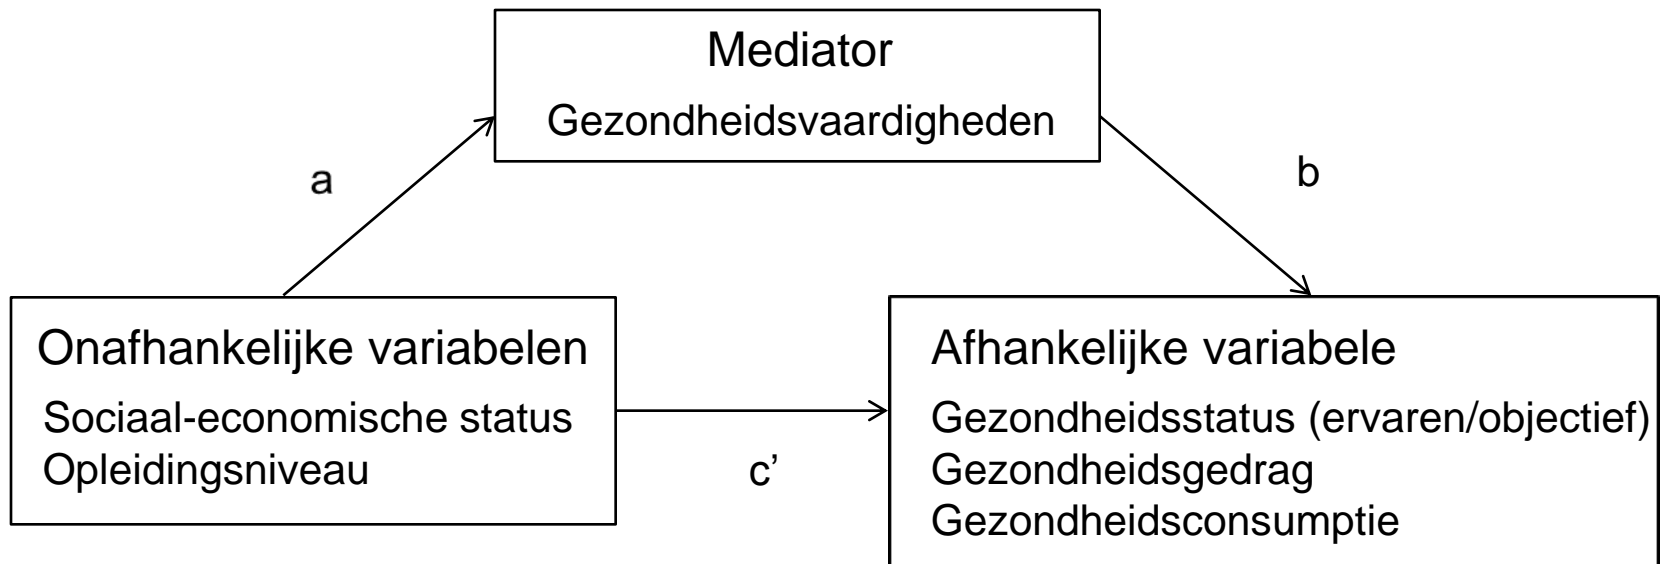 Mediator
Gezondheidsvaardigheden
a
b
Onafhankelijke variabelen
Sociaal-economische status
Opleidingsniveau
c’
Afhankelijke variabele
Gezondheidsstatus (ervaren/objectief)
Gezondheidsgedrag
Gezondheidsconsumptie